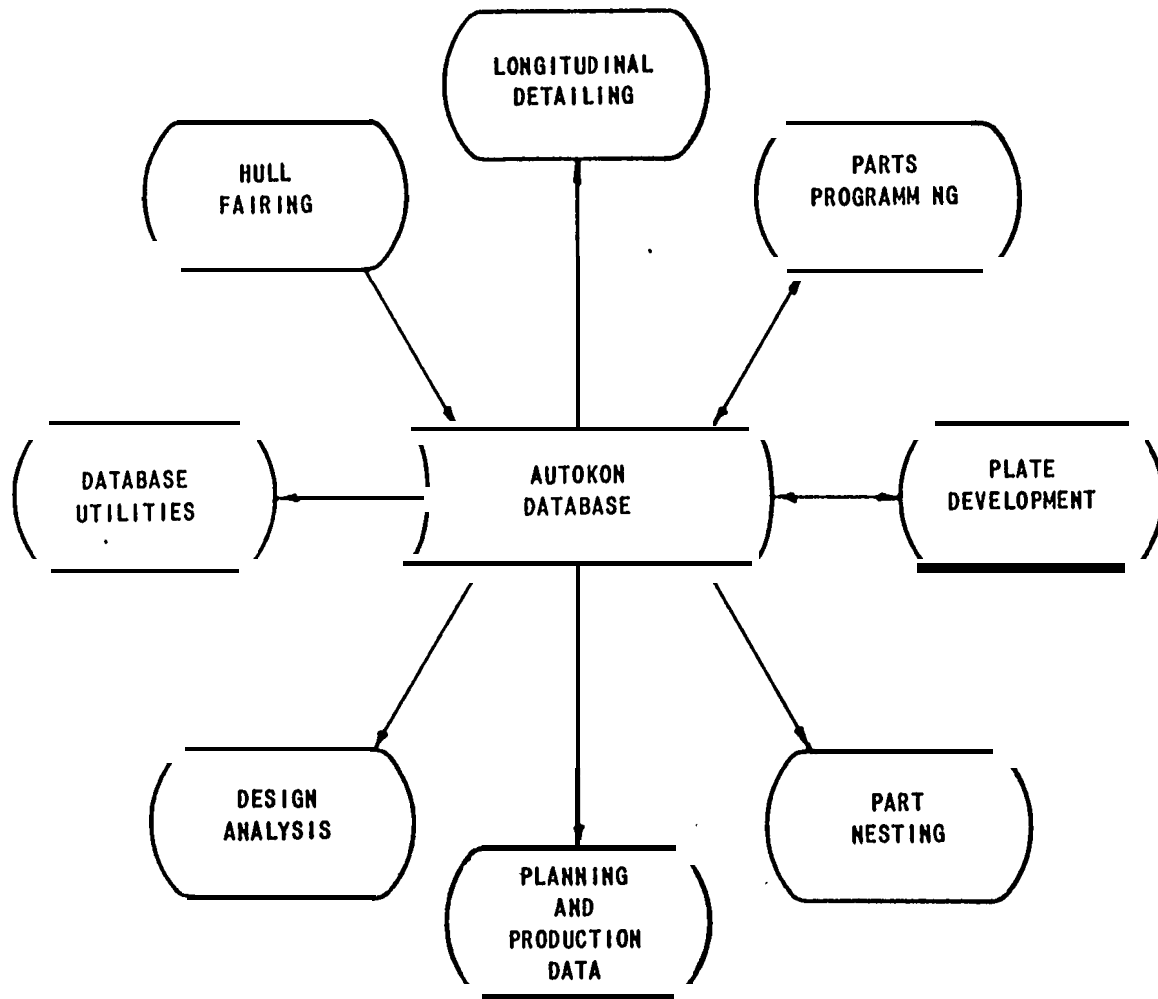 LONGITUDINAL
DETAILING
HULL
FAIRING
PARTS
PROGRAMM NG
DATABASE
UTILITIES
AUTOKON
DATABASE
PLATE
DEVELOPMENT
DESIGN
ANALYSIS
PART
NESTING
PLANNING
AND
PRODUCTION
DATA